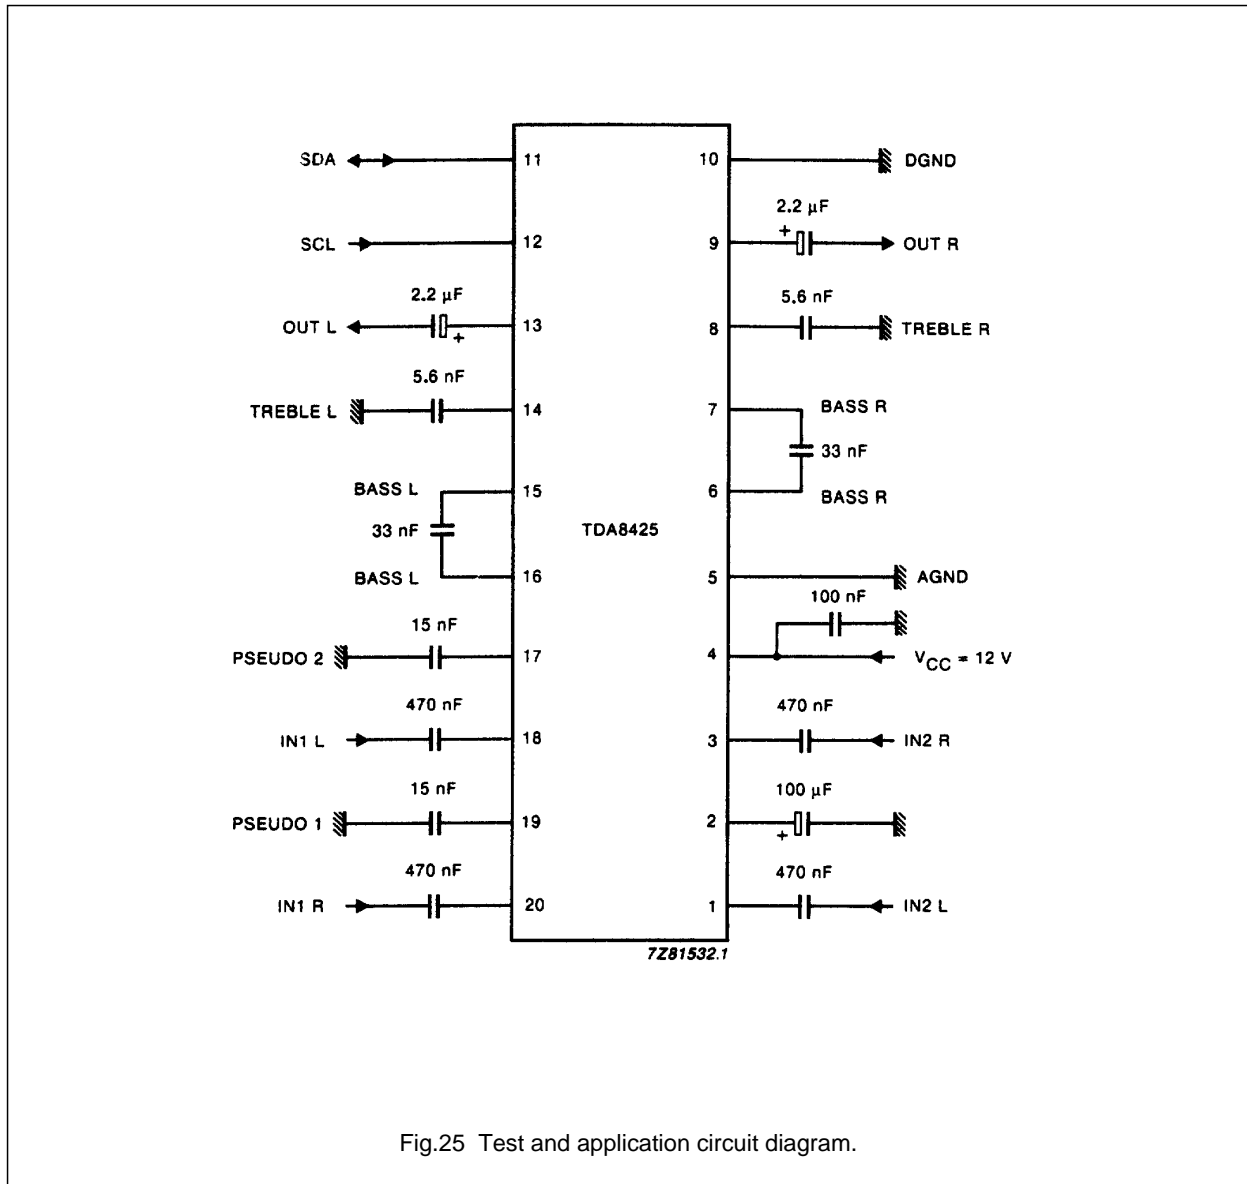 SDA 11 10 DGND
2.2 µF
+
SCL 12 9 OUT R
2.2 µF 5.6 nF
OUT L 13 8 TREBLE R
+
5.6 nF
TREBLE L 14 7 BASS R
33 nF
BASS L 15 6 BASS R
33 nF TDA8425
BASS L 16 5 AGND
100 nF
15 nF
PSEUDO 2 17 4 VCC = 12 V
470 nF 470 nF
IN1 L 18 3 IN2 R
15 nF 100 µF
PSEUDO 1 19 2
+
470 nF 470 nF
IN1 R 20 1 IN2 L
7Z81532.1
Fig.25 Test and application circuit diagram.